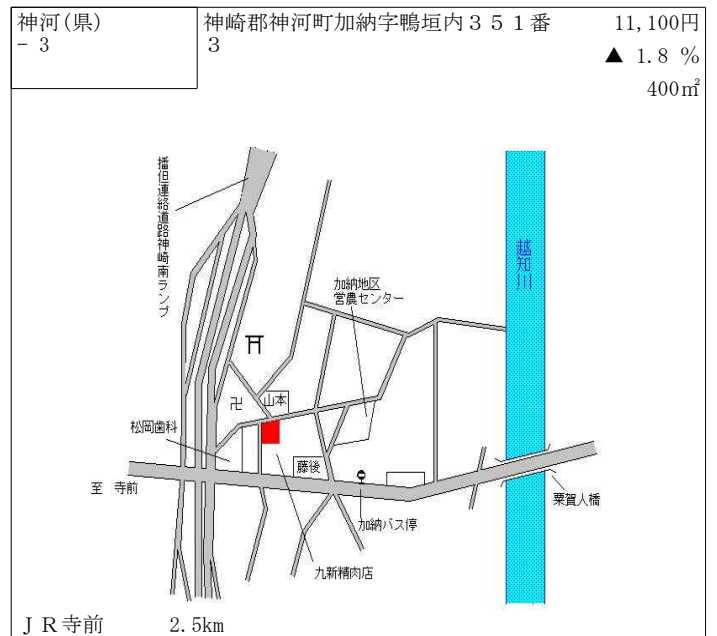 神河(県)
- 3
神崎郡神河町加納字鴨垣内３５１番
3
11,100円
▲ 1.8 %
400㎡
播但連絡道路神崎南ランプ
越知川
加納地区
営農センター
卍
山本
松岡歯科
藤後
至 寺前
加納バス停
粟賀人橋
九新精肉店
ＪＲ寺前 2.5km